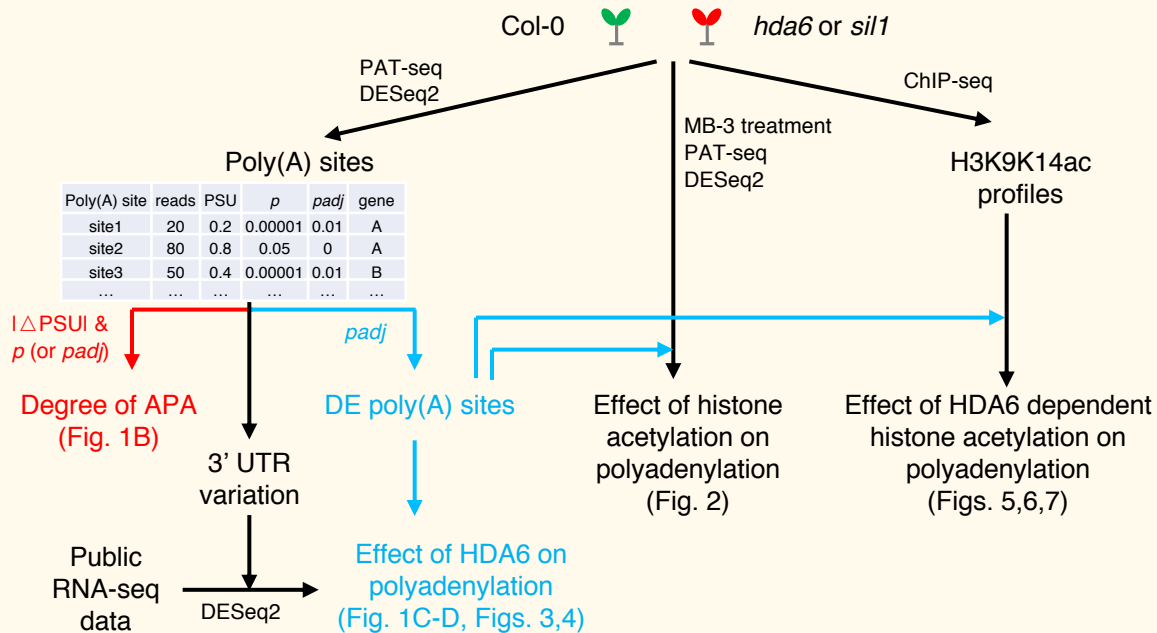 Col-0
hda6 or sil1
PAT-seq
DESeq2
ChIP-seq
MB-3 treatment
PAT-seq
DESeq2
Poly(A) sites
H3K9K14ac
profiles
Poly(A) site reads PSU p padj gene
site1 20 0.2 0.00001 0.01 A
site2 80 0.8 0.05 0 A
site3 50 0.4 0.00001 0.01 B
… … … … … …
|△PSU| &
p (or padj)
padj
Degree of APA
(Fig. 1B)
DE poly(A) sites
Effect of histone
acetylation on
polyadenylation
(Fig. 2)
Effect of HDA6 dependent
histone acetylation on
polyadenylation
(Figs. 5,6,7)
3' UTR
variation
Public
RNA-seq
data
DESeq2
Effect of HDA6 on
polyadenylation
(Fig. 1C-D, Figs. 3,4)